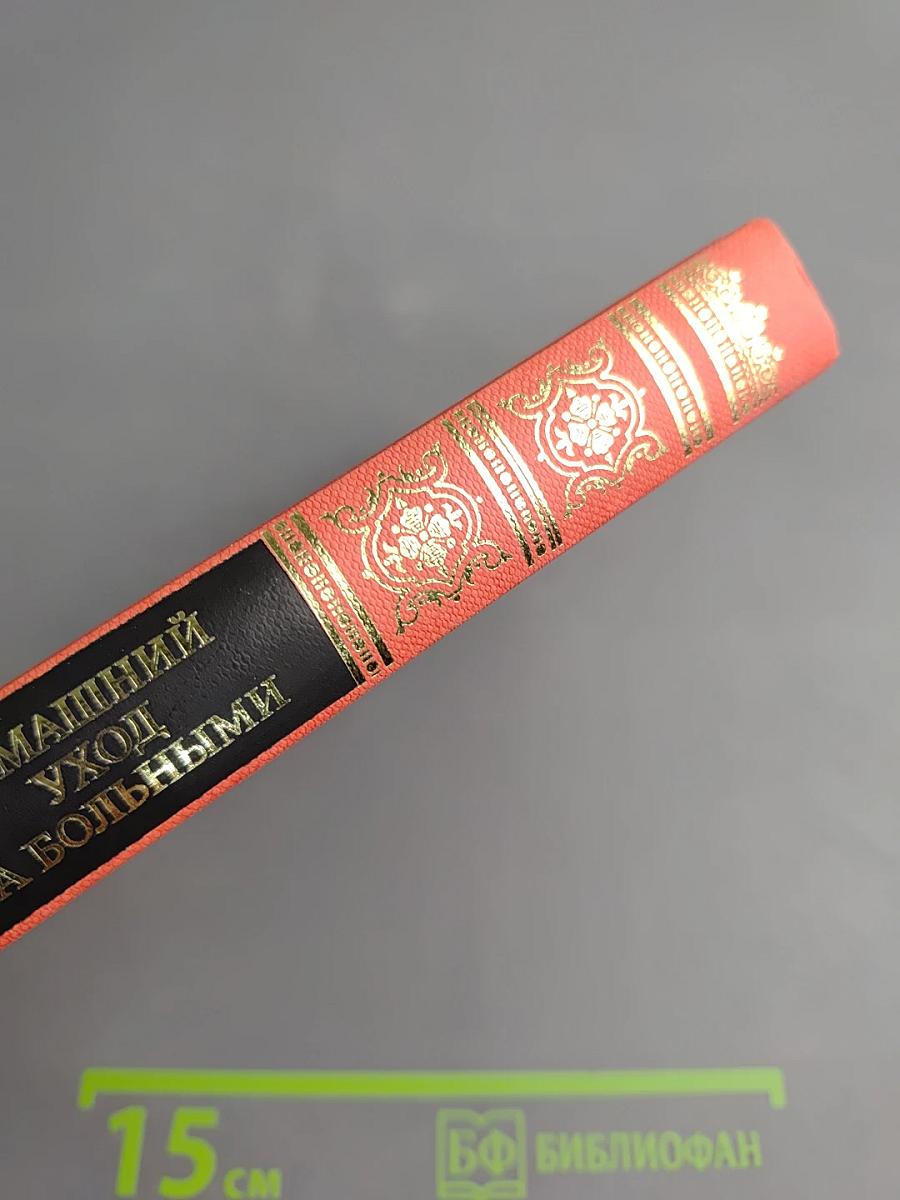 МАШНИЙ
УХОД
А БОЛЬНЫМИ
15 см
БФ БИБЛИОФАН